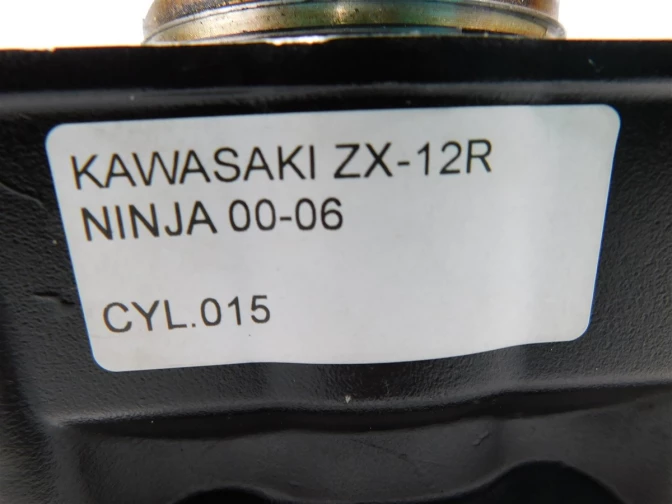 KAWASAKI ZX-12R
NINJA 00-06
CYL.015